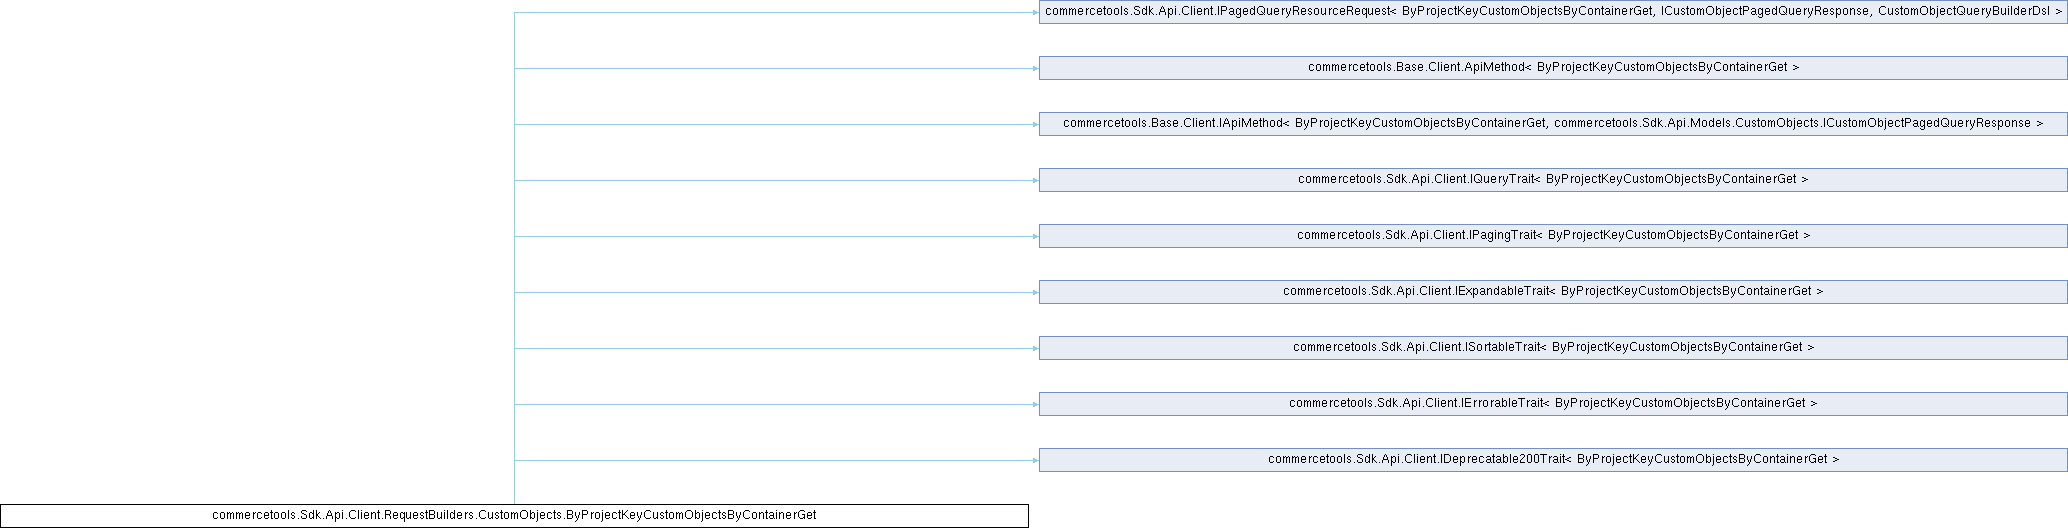 commercetools.Sdk.Api.Client.IPagedQueryResourceRequest< ByProjectKeyCustomObjectsByContainerGet, ICustomObjectPagedQueryResponse, CustomObjectQueryBuilderDsl >
commercetools.Base.Client.ApiMethod< ByProjectKeyCustomObjectsByContainerGet >
commercetools.Base.Client.IApiMethod< ByProjectKeyCustomObjectsByContainerGet, commercetools.Sdk.Api.Models.CustomObjects.ICustomObjectPagedQueryResponse >
commercetools.Sdk.Api.Client.IQueryTrait< ByProjectKeyCustomObjectsByContainerGet >
commercetools.Sdk.Api.Client.IPagingTrait< ByProjectKeyCustomObjectsByContainerGet >
commercetools.Sdk.Api.Client.IExpandableTrait< ByProjectKeyCustomObjectsByContainerGet >
commercetools.Sdk.Api.Client.ISortableTrait< ByProjectKeyCustomObjectsByContainerGet >
commercetools.Sdk.Api.Client.IErrorableTrait< ByProjectKeyCustomObjectsByContainerGet >
commercetools.Sdk.Api.Client.IDeprecatable200Trait< ByProjectKeyCustomObjectsByContainerGet >
commercetools.Sdk.Api.Client.RequestBuilders.CustomObjects.ByProjectKeyCustomObjectsByContainerGet